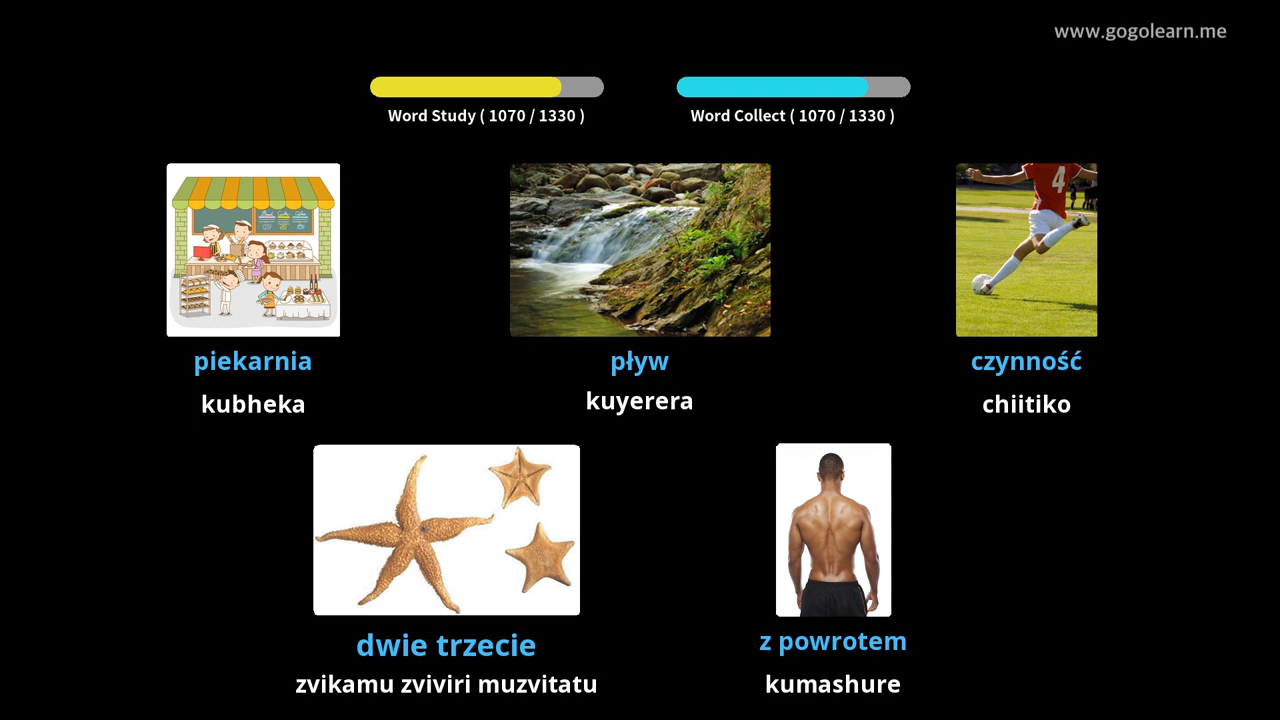 www.gogolearn.me
Word Study ( 1070 / 1330 )
Word Collect ( 1070 / 1330 )
piekarnia
kubheka
pływ
kuyerera
czynność
chiitiko
dwie trzecie
zvikamu zviviri muzvitatu
z powrotem
kumashure
4